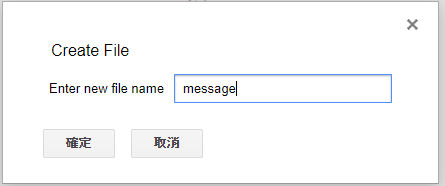 Create File
Enter new file name message
確定 取消